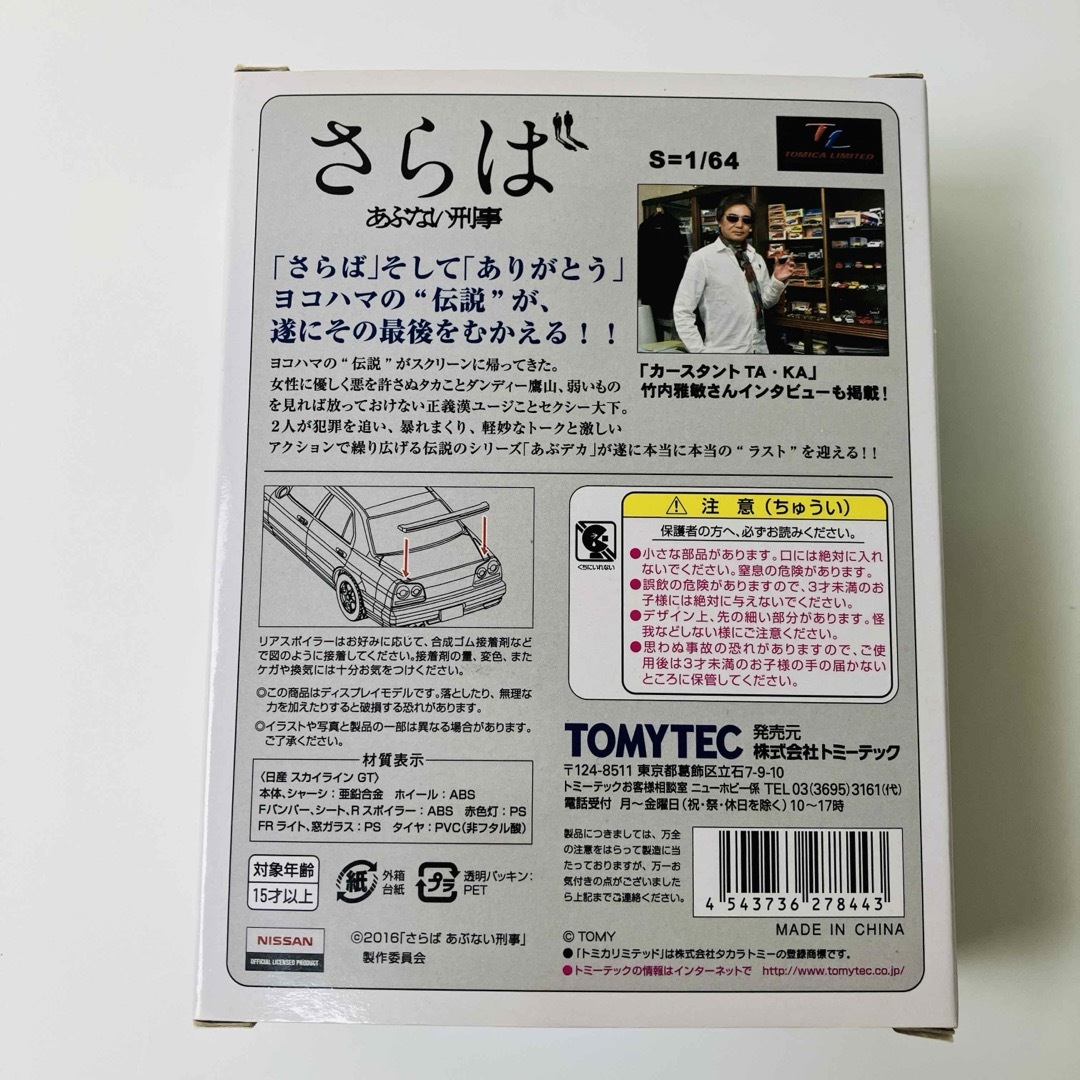 さらば
あぶない刑事
S=1/64
TL
TOMICA LIMITED
「さらば」そして「ありがとう」
ヨコハマの“伝説”が、
遂にその最後をむかえる！！
「カースタント TA・KA」
竹内雅敏さんインタビューも掲載！
ヨコハマの“伝説”がスクリーンに帰ってきた。
女性に優しく悪を許さぬタカことダンディー鷹山、弱いもの
を見れば放っておけない正義漢ユージことセクシー大下。
2人が犯罪を追い、暴れまくり、軽妙なトークと激しい
アクションで繰り広げる伝説のシリーズ「あぶデカ」が遂に本当に本当の“ラスト”を迎える！！
リアスポイラーはお好みに応じて、合成ゴム接着剤などで
で図のように接着してください。接着剤の量、変色、また
ケガや換気には十分お気をつけください。
◎この商品はディスプレイモデルです。落としたり、無理な
力を加えたりすると破損する恐れがあります。
◎イラストや写真と製品の一部は異なる場合があります。
ご了承ください。
材質表示
〈日産 スカイライン GT〉
本体、シャーシ：亜鉛合金 ホイール：ABS
Fバンパー、シート、Rスポイラー：ABS 赤色灯：PS
FRライト、窓ガラス：PS タイヤ：PVC（非フタル酸）
対象年齢
15才以上
紙
外箱
台紙
プラ
透明パッキン：
PET
NISSAN
OFFICIAL LICENSED PRODUCT
©2016「さらば あぶない刑事」
製作委員会
くちにいれない
注 意（ちゅうい）
保護者の方へ、必ずお読みください。
●小さな部品があります。口には絶対に入れ
ないでください。窒息の危険があります。
●誤飲の危険がありますので、3才未満のお
子様には絶対に与えないでください。
●デザイン上、先の細い部分があります。怪
我などしない様にご注意ください。
●思わぬ事故の恐れがありますので、ご使
用後は3才未満のお子様の手の届かない
ところに保管してください。
TOMYTEC 発売元
株式会社トミーテック
〒124-8511 東京都葛飾区立石7-9-10
トミーテックお客様相談室 ニューホビー係 TEL 03(3695)3161(代)
電話受付 月〜金曜日（祝・祭・休日を除く）10〜17時
製品につきましては、万全
の注意をはらって製造に当
たっておりますが、万一お
気付きの点がございました
ら上記までご連絡ください。
4 543736 278443
MADE IN CHINA
© TOMY
●「トミカリミテッド」は株式会社タカラトミーの登録商標です。
●トミーテックの情報はインターネットで http://www.tomytec.co.jp/